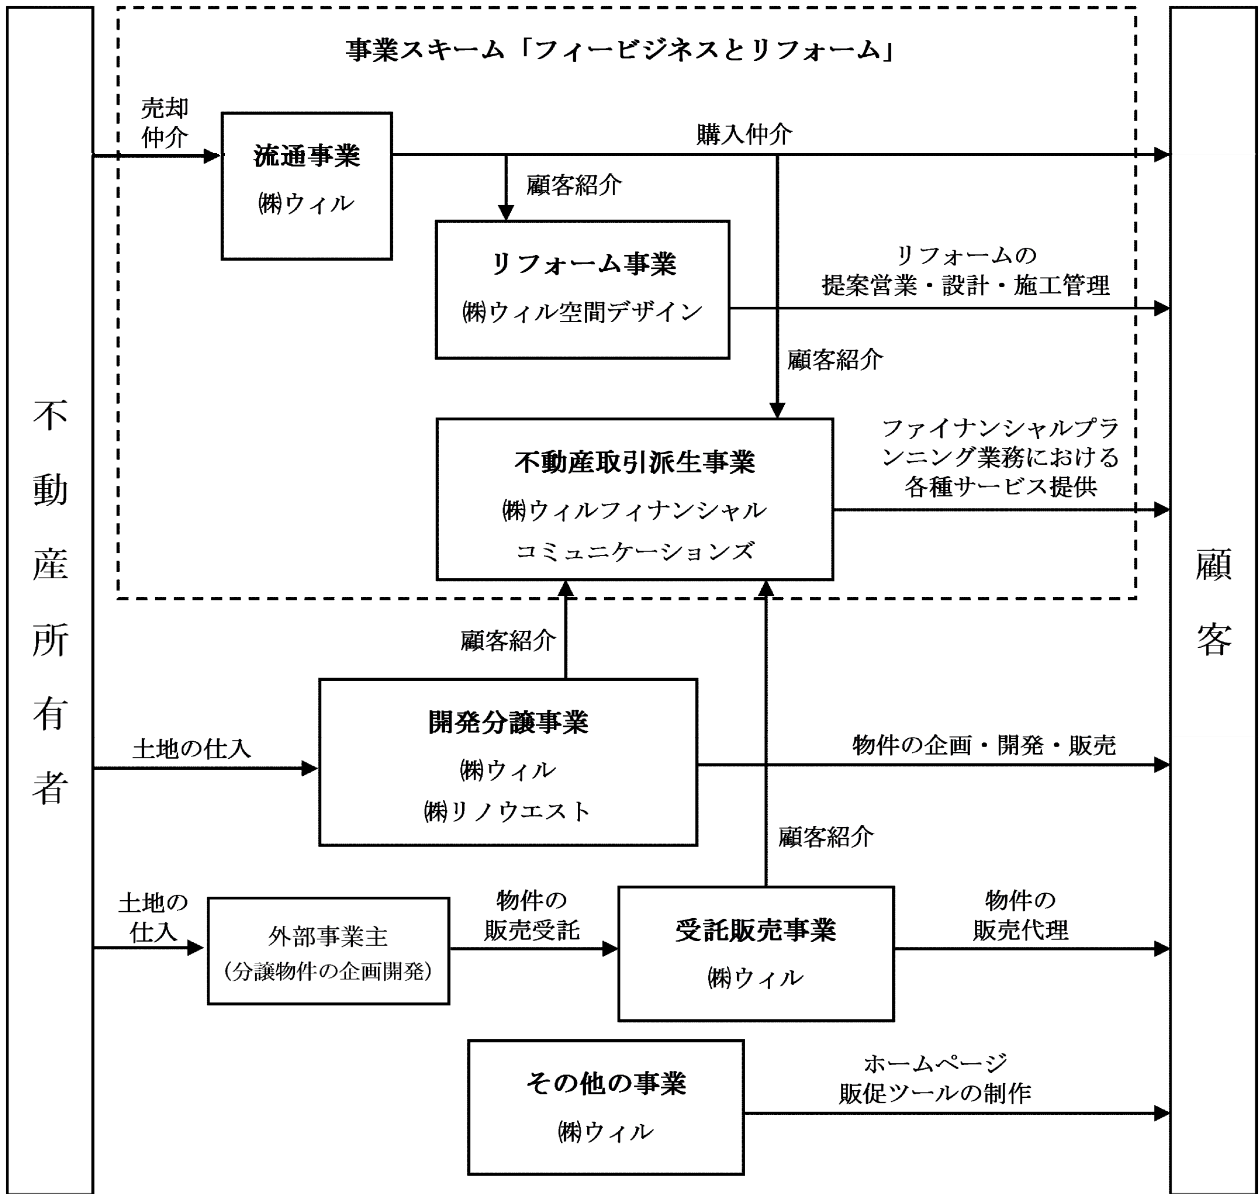 事業スキーム「フィービジネスとリフォーム」
売却
仲介
流通事業
㈱ウィル
購入仲介
顧客紹介
リフォーム事業
㈱ウィル空間デザイン
リフォームの
提案営業・設計・施工管理
顧客紹介
不動産取引派生事業
㈱ウィルフィナンシャル
コミュニケーションズ
ファイナンシャルプラ
ンニング業務における
各種サービス提供
不動産所有者
顧客
顧客紹介
開発分譲事業
㈱ウィル
㈱リノウエスト
土地の仕入
物件の企画・開発・販売
顧客紹介
土地の
仕入
外部事業主
（分譲物件の企画開発）
物件の
販売受託
受託販売事業
㈱ウィル
物件の
販売代理
その他の事業
㈱ウィル
ホームページ
販促ツールの制作